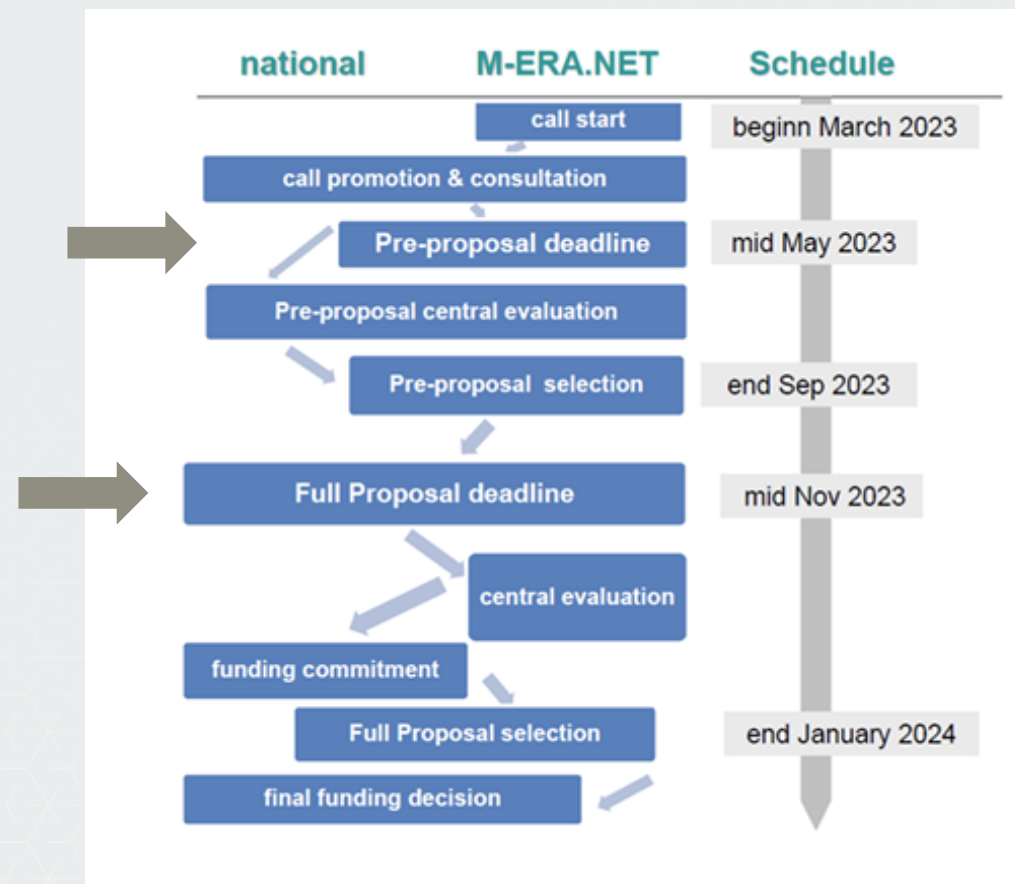 national M-ERA.NET Schedule
call start
beginn March 2023
call promotion & consultation
Pre-proposal deadline
mid May 2023
Pre-proposal central evaluation
Pre-proposal selection
end Sep 2023
Full Proposal deadline
mid Nov 2023
central evaluation
funding commitment
Full Proposal selection
end January 2024
final funding decision